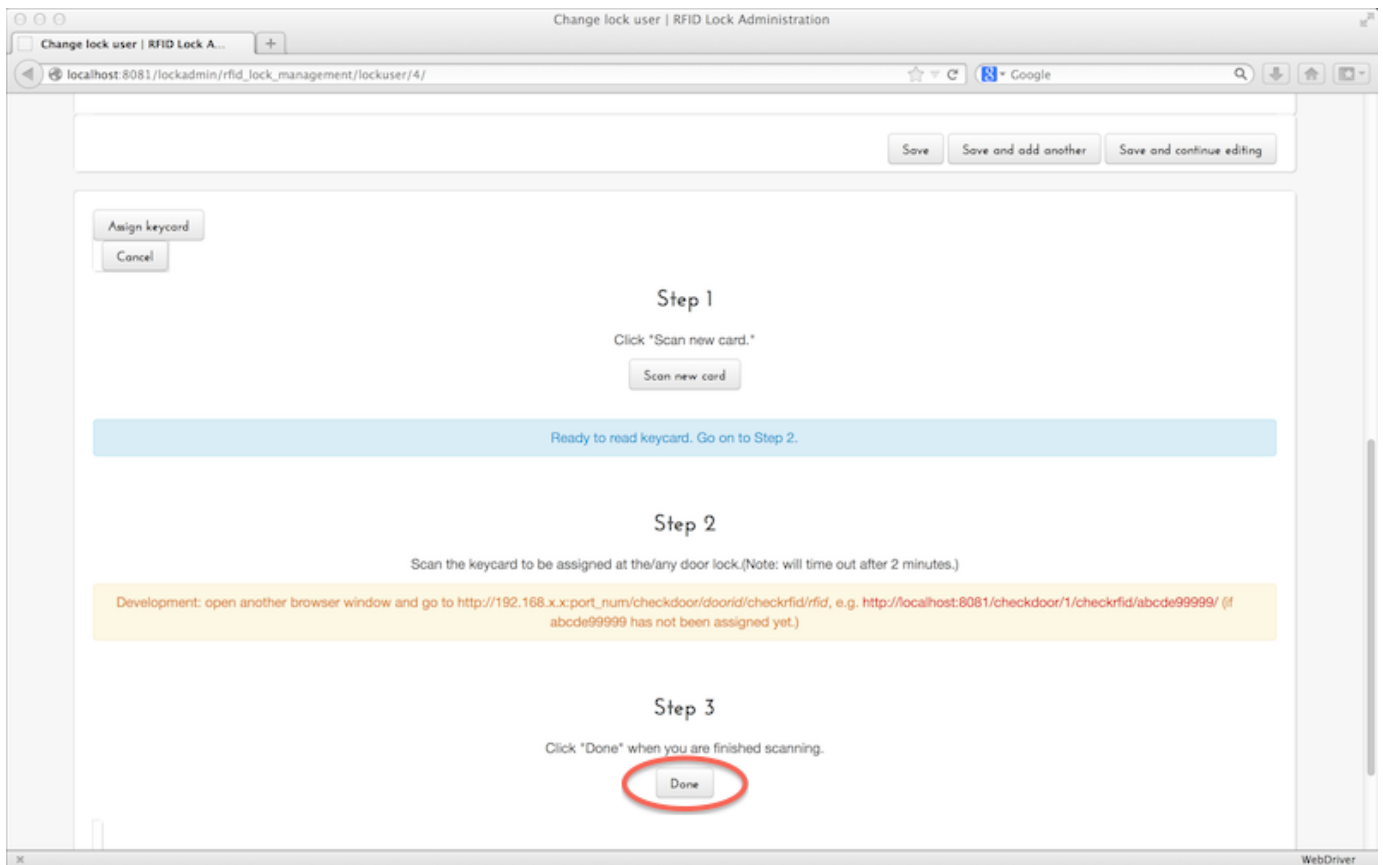 Change lock user | RFID Lock Administration
Change lock user | RFID Lock A... +
localhost:8081/lockadmin/rfid_lock_management/lockuser/4/
Google
Save Save and add another Save and continue editing
Assign keycard
Cancel
Step 1
Click "Scan new card."
Scan new card
Ready to read keycard. Go on to Step 2.
Step 2
Scan the keycard to be assigned at the/any door lock.(Note: will time out after 2 minutes.)
Development: open another browser window and go to http://192.168.x.x:port_num/checkdoor/doorid/checkrfid/rfid, e.g. http://localhost:8081/checkdoor/1/checkrfid/abcde99999/ (if
abcde99999 has not been assigned yet.)
Step 3
Click "Done" when you are finished scanning.
Done
WebDriver